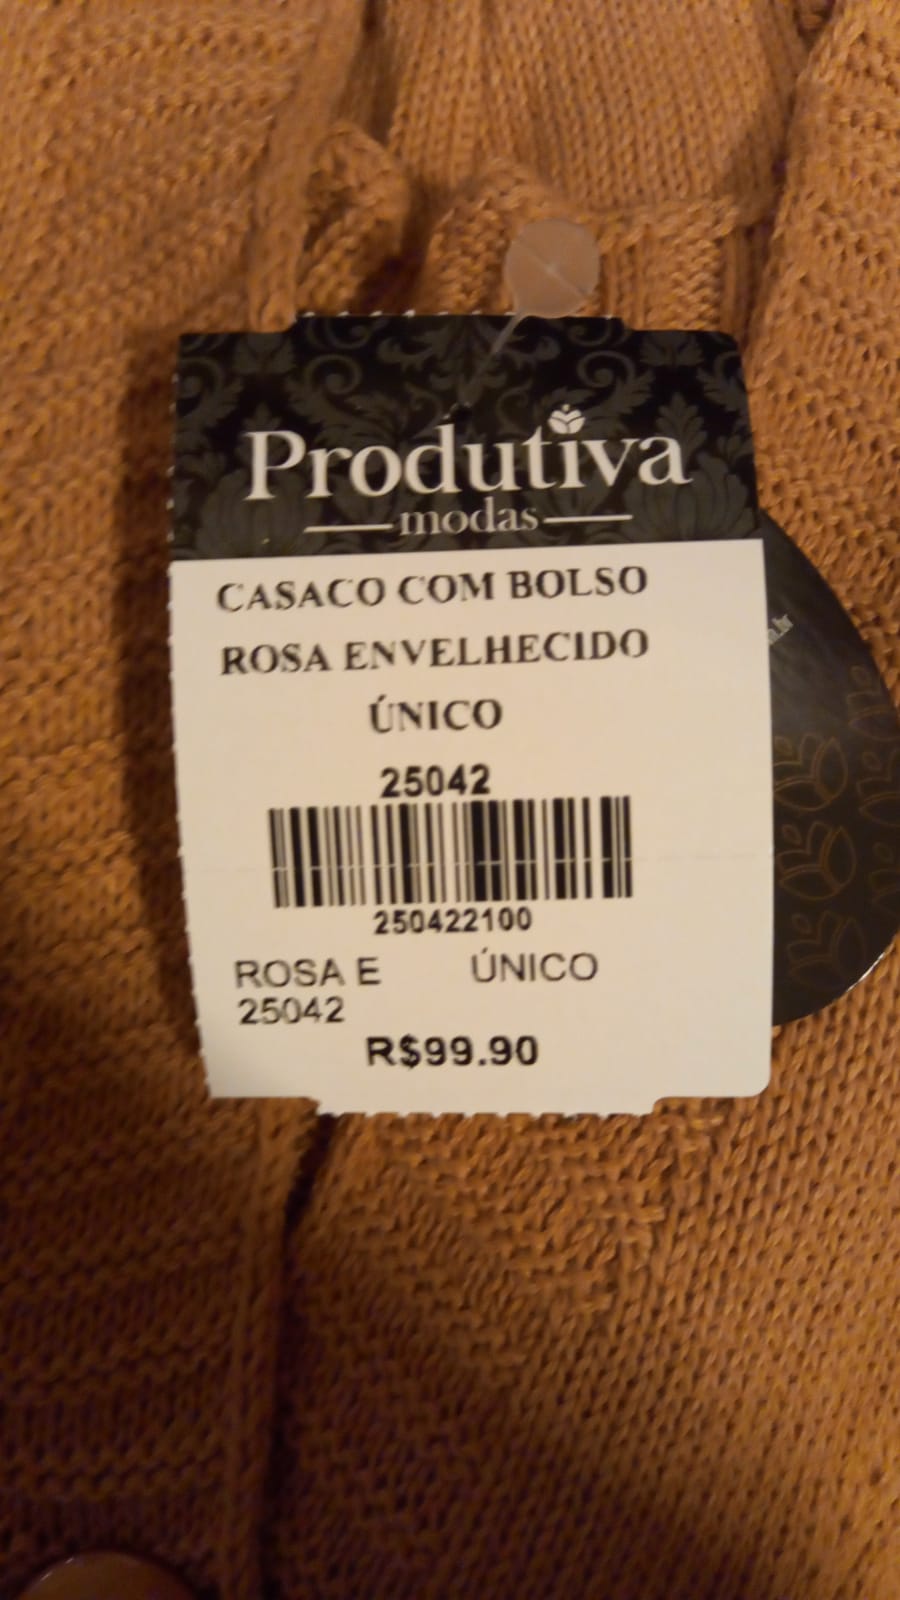 Produtiva
modas
CASACO COM BOLSO
ROSA ENVELHECIDO
ÚNICO
25042
250422100
ROSA E ÚNICO
25042
R$99.90